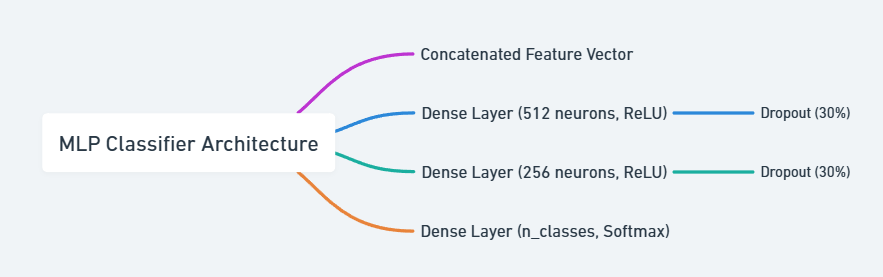 MLP Classifier Architecture
Concatenated Feature Vector
Dense Layer (512 neurons, ReLU)
Dropout (30%)
Dense Layer (256 neurons, ReLU)
Dropout (30%)
Dense Layer (n_classes, Softmax)